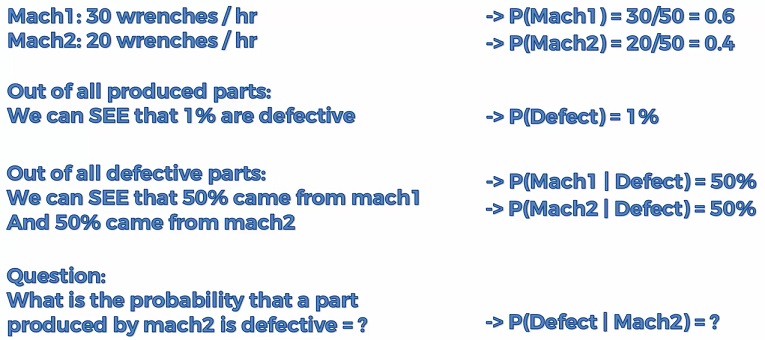 Mach1: 30 wrenches / hr -> P(Mach1) = 30/50 = 0.6
Mach2: 20 wrenches / hr -> P(Mach2) = 20/50 = 0.4
Out of all produced parts:
We can SEE that 1% are defective -> P(Defect) = 1%
Out of all defective parts:
We can SEE that 50% came from mach1 -> P(Mach1 | Defect) = 50%
And 50% came from mach2 -> P(Mach2 | Defect) = 50%
Question:
What is the probability that a part
produced by mach2 is defective = ? -> P(Defect | Mach2) = ?